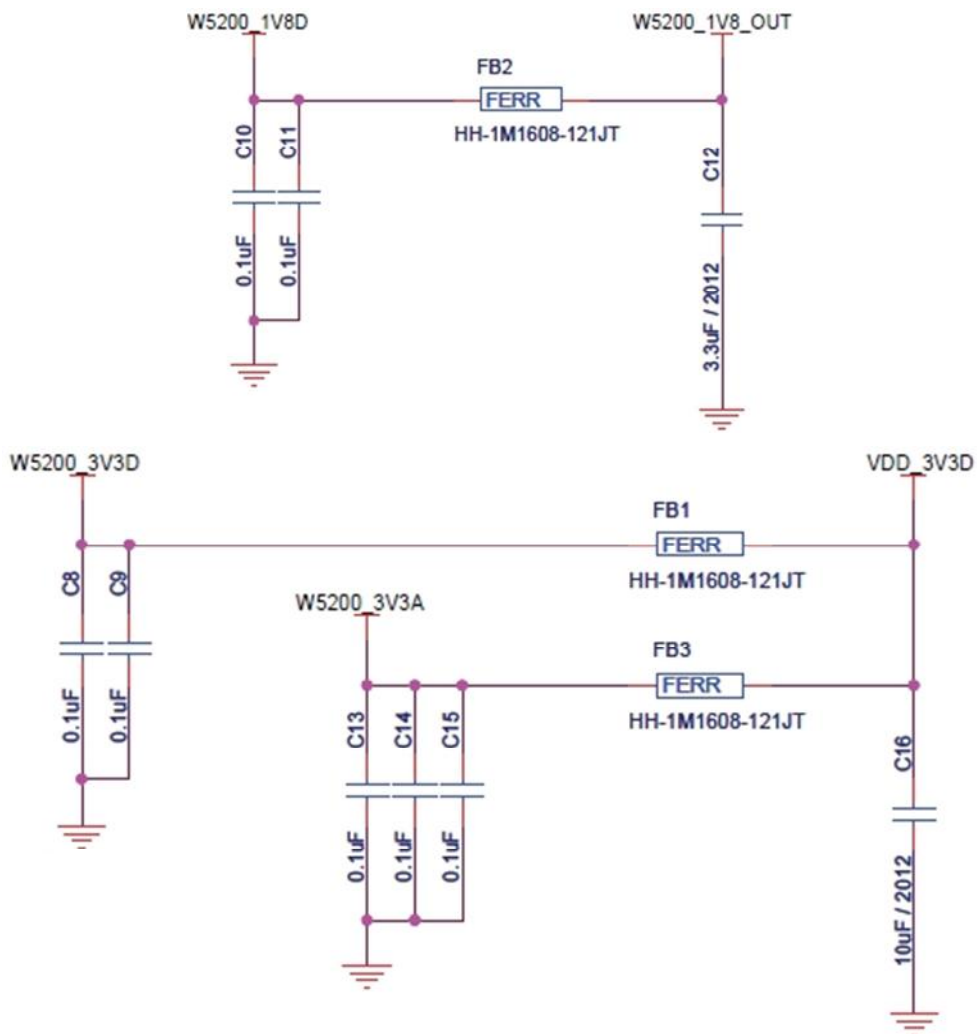 W5200_1V8D
W5200_1V8_OUT
FB2
FERR
HH-1M1608-121JT
C10
C11
C12
0.1uF
0.1uF
3.3uF / 2012
W5200_3V3D
VDD_3V3D
FB1
FERR
HH-1M1608-121JT
C8
C9
W5200_3V3A
FB3
FERR
HH-1M1608-121JT
0.1uF
0.1uF
C13
C14
C15
C16
0.1uF
0.1uF
0.1uF
10uF / 2012